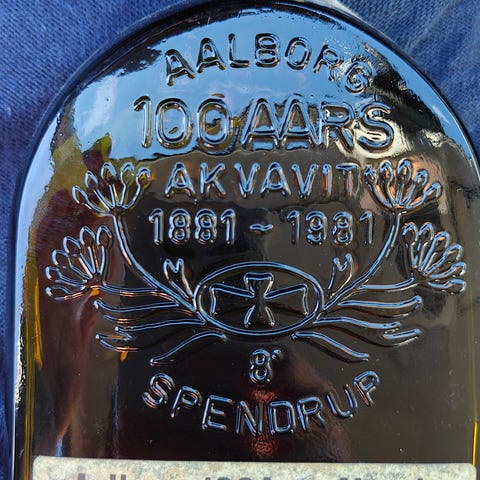 AALBORG
100 AARS
AKVAVIT
1881 ~ 1981
M M
8°
SPENDRUP